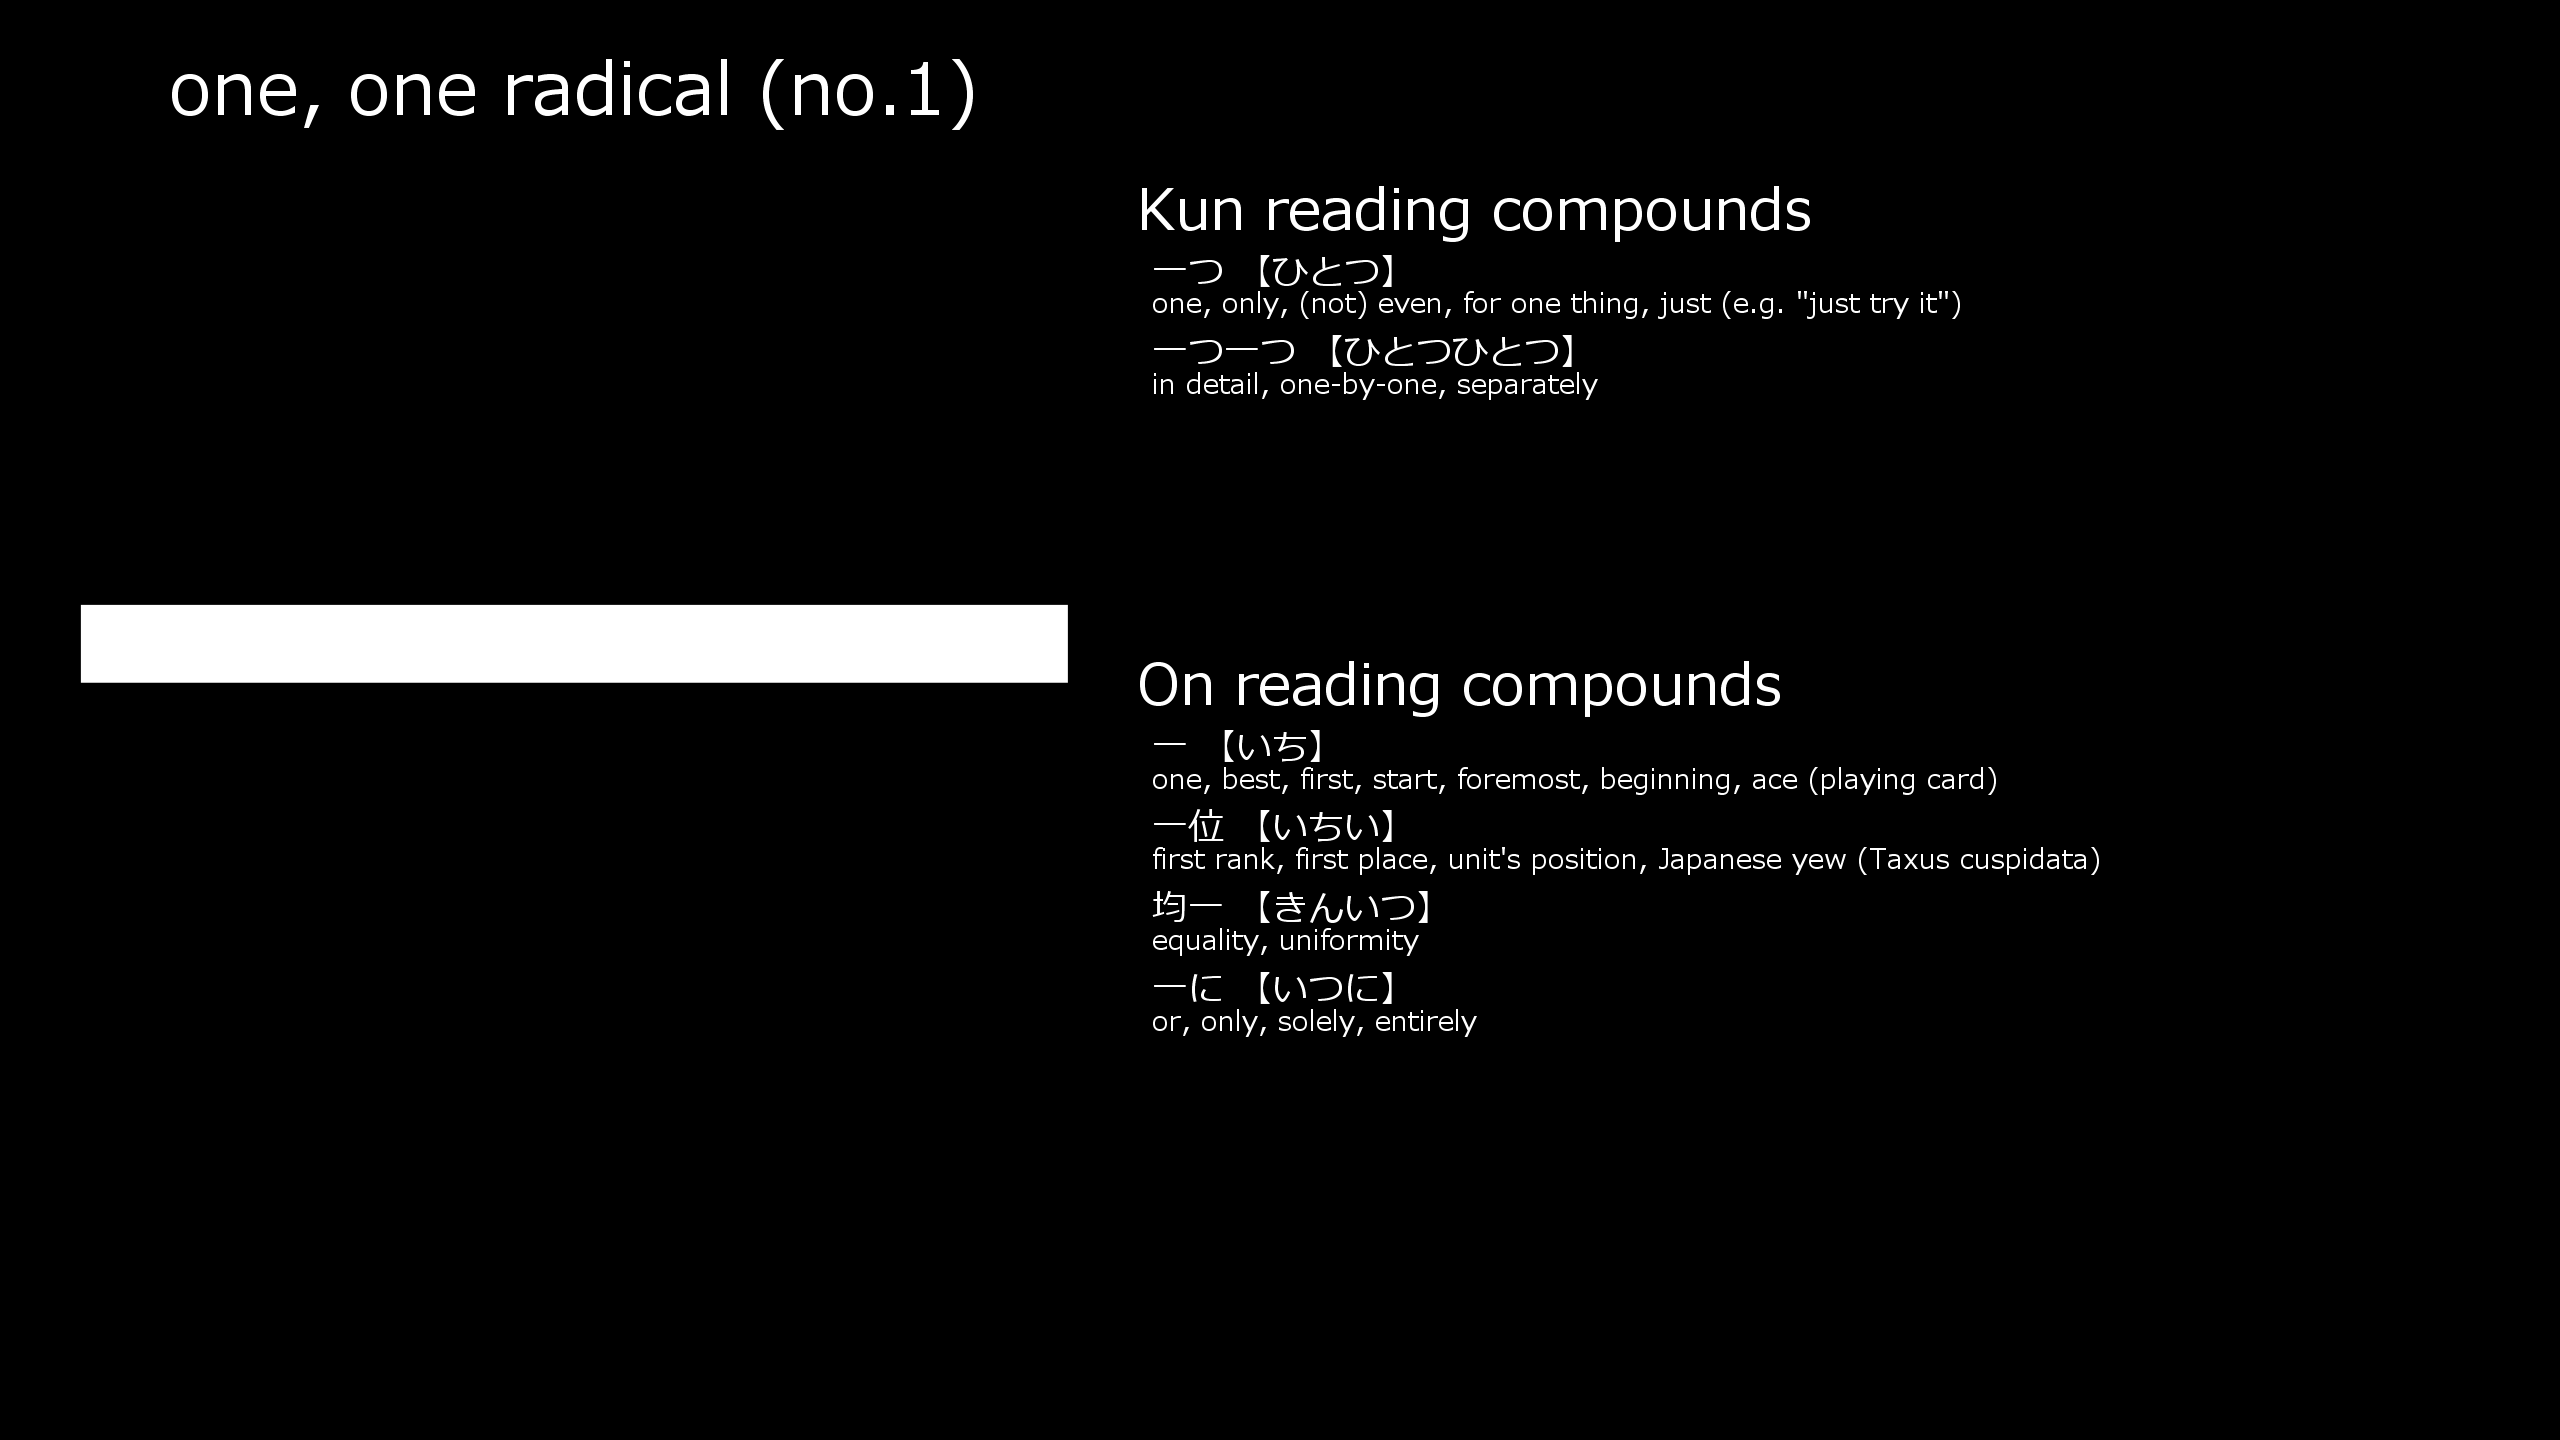 one, one radical (no.1)
一
Kun reading compounds
一つ 【ひとつ】
one, only, (not) even, for one thing, just (e.g. "just try it")
一つ一つ 【ひとつひとつ】
in detail, one-by-one, separately
On reading compounds
一 【いち】
one, best, first, start, foremost, beginning, ace (playing card)
一位 【いちい】
first rank, first place, unit's position, Japanese yew (Taxus cuspidata)
均一 【きんいつ】
equality, uniformity
一に 【いつに】
or, only, solely, entirely